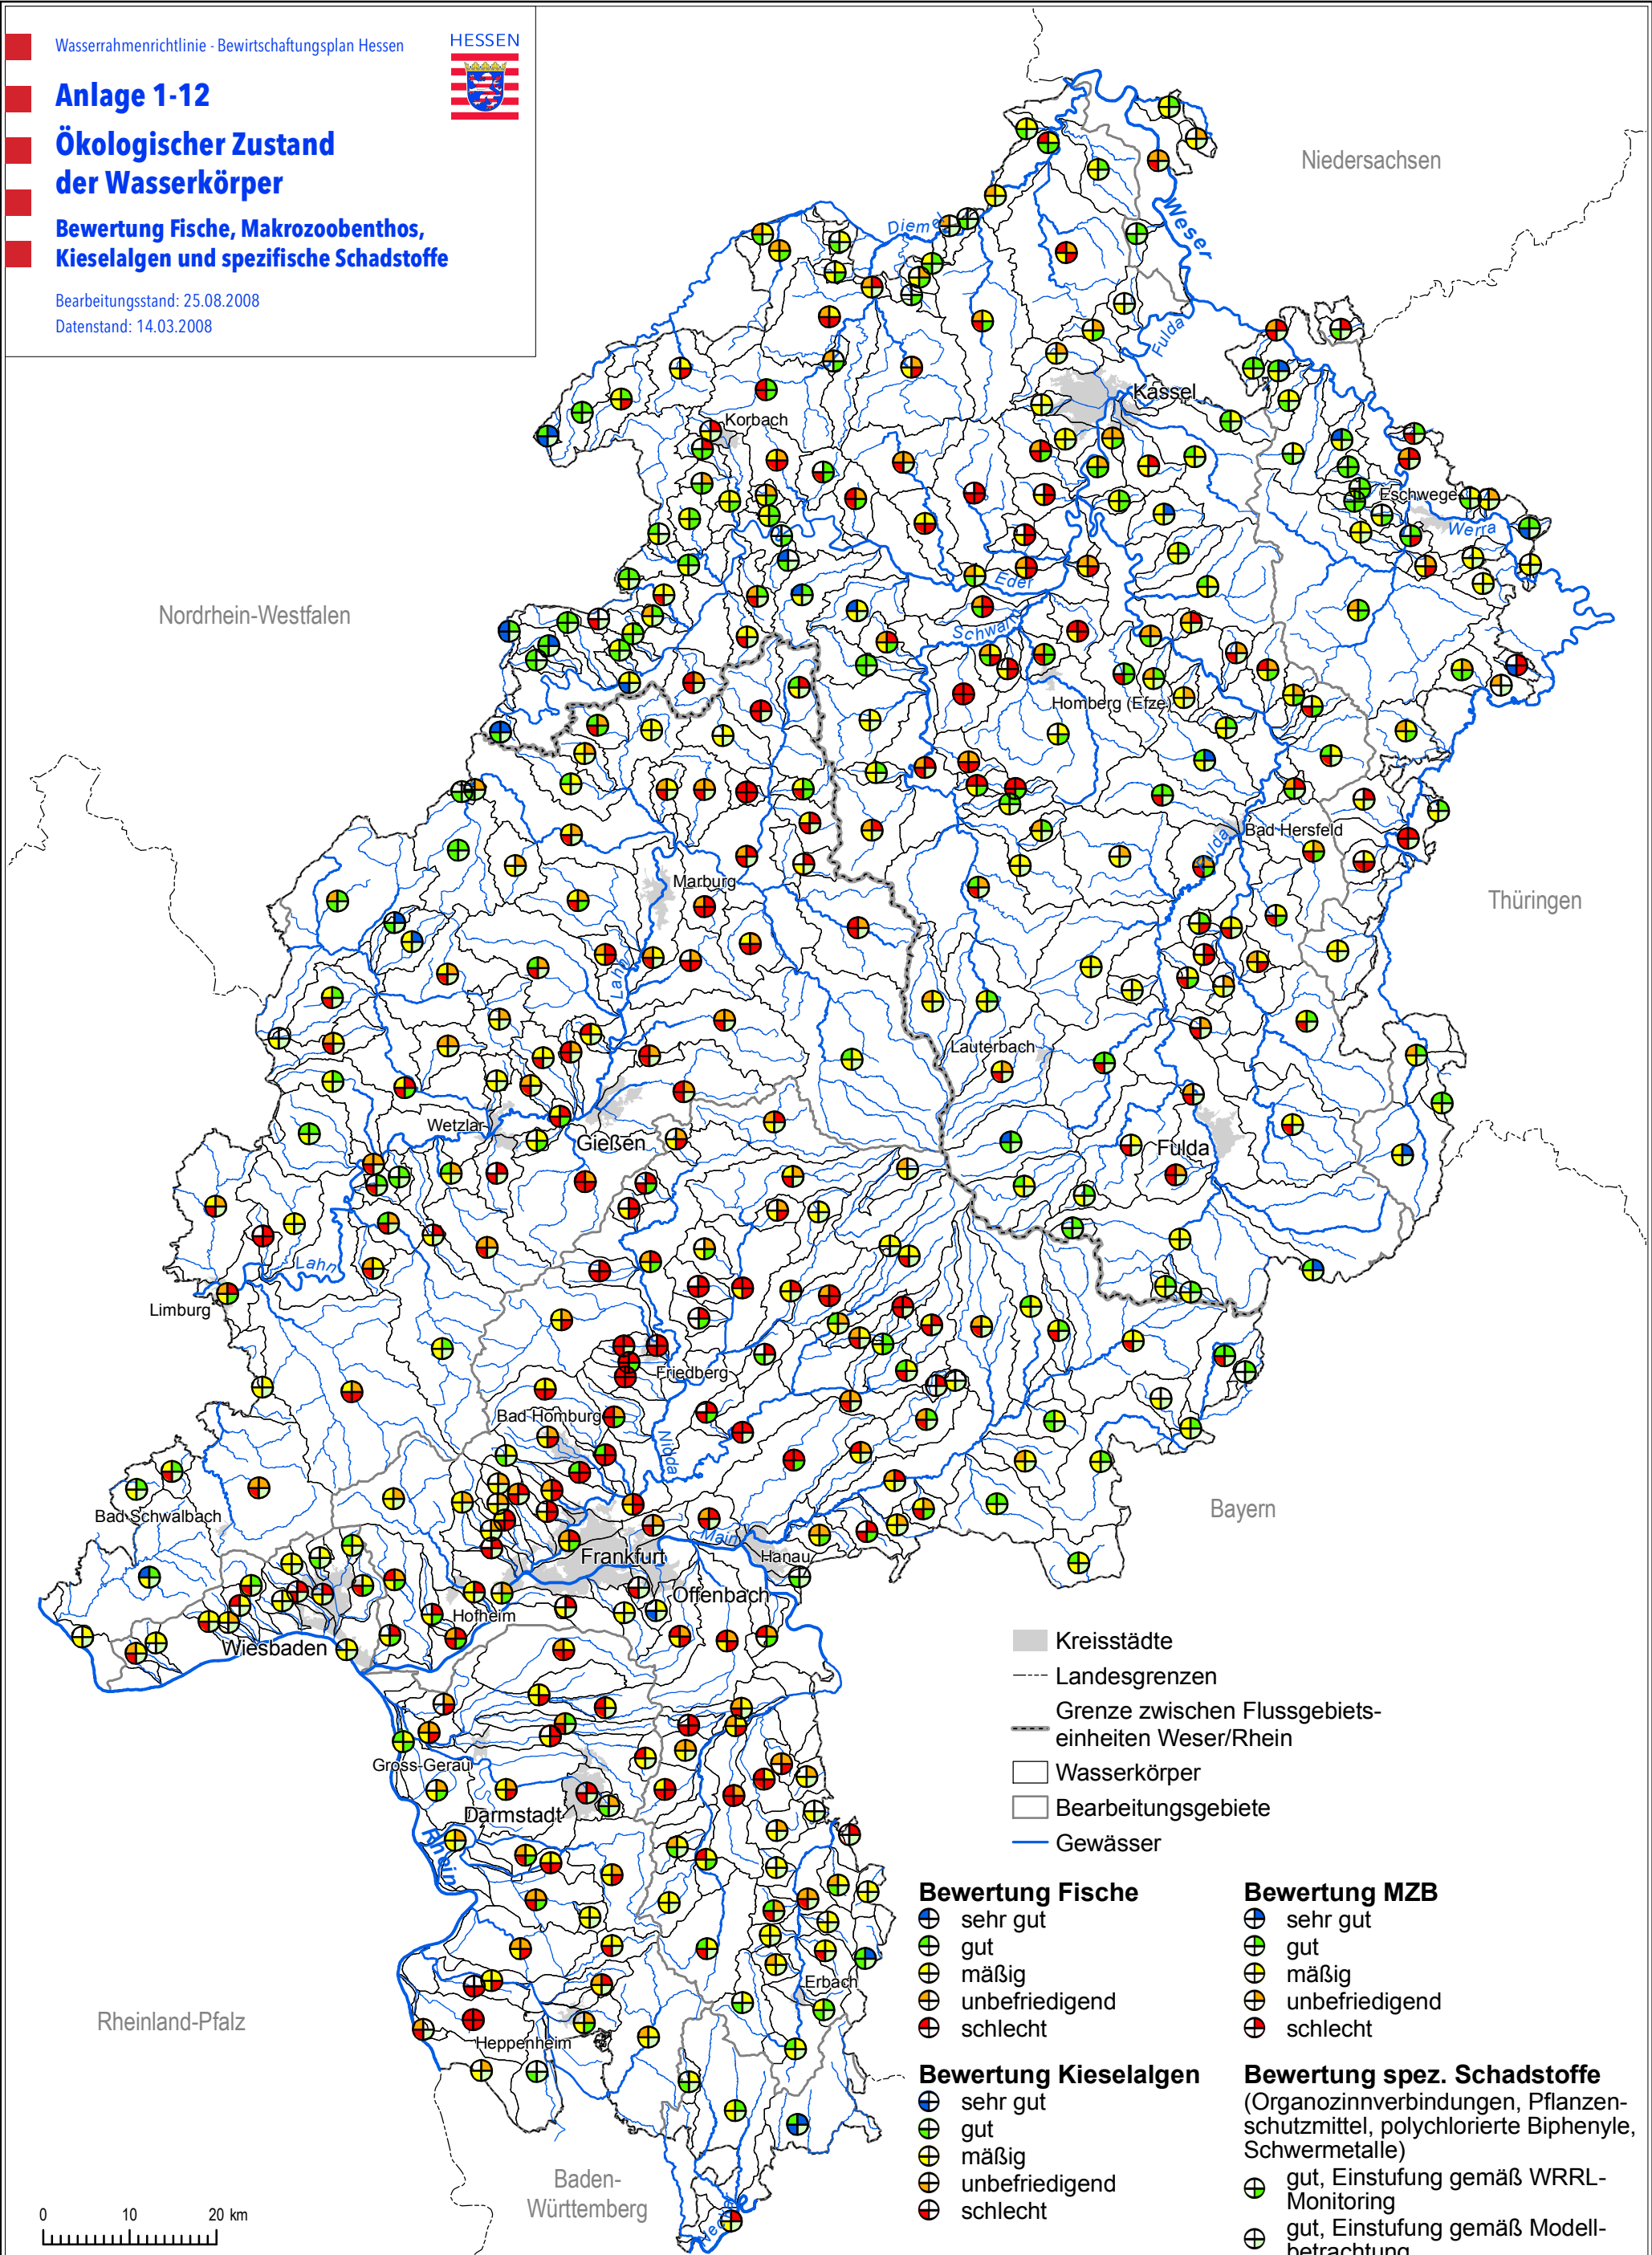 Wasserrahmenrichtlinie - Bewirtschaftungsplan Hessen
HESSEN
Anlage 1-12
Ökologischer Zustand
der Wasserkörper
Bewertung Fische, Makrozoobenthos,
Kieselalgen und spezifische Schadstoffe
Bearbeitungsstand: 25.08.2008
Datenstand: 14.03.2008
Niedersachsen
Weser
Diemel
Fulda
Kassel
Korbach
Eschwege
Werra
Eder
Nordrhein-Westfalen
Schwalm
Homberg (Efze)
Bad Hersfeld
Fulda
Marburg
Thüringen
Lahn
Lauterbach
Wetzlar
Gießen
Fulda
Lahn
Limburg
Friedberg
Bad Homburg
Nidda
Bayern
Bad Schwalbach
Main
Frankfurt
Hanau
Offenbach
Hofheim
Wiesbaden
Kreisstädte
Landesgrenzen
Grenze zwischen Flussgebiets-
einheiten Weser/Rhein
Wasserkörper
Bearbeitungsgebiete
Gewässer
Gross-Gerau
Darmstadt
Rhein
Erbach
Rheinland-Pfalz
Heppenheim
Baden-
Württemberg
Neckar
Bewertung Fische
sehr gut
gut
mäßig
unbefriedigend
schlecht
Bewertung MZB
sehr gut
gut
mäßig
unbefriedigend
schlecht
Bewertung Kieselalgen
sehr gut
gut
mäßig
unbefriedigend
schlecht
Bewertung spez. Schadstoffe
(Organozinnverbindungen, Pflanzen-
schutzmittel, polychlorierte Biphenyle,
Schwermetalle)
gut, Einstufung gemäß WRRL-
Monitoring
gut, Einstufung gemäß Modell-
betrachtung
0 10 20 km